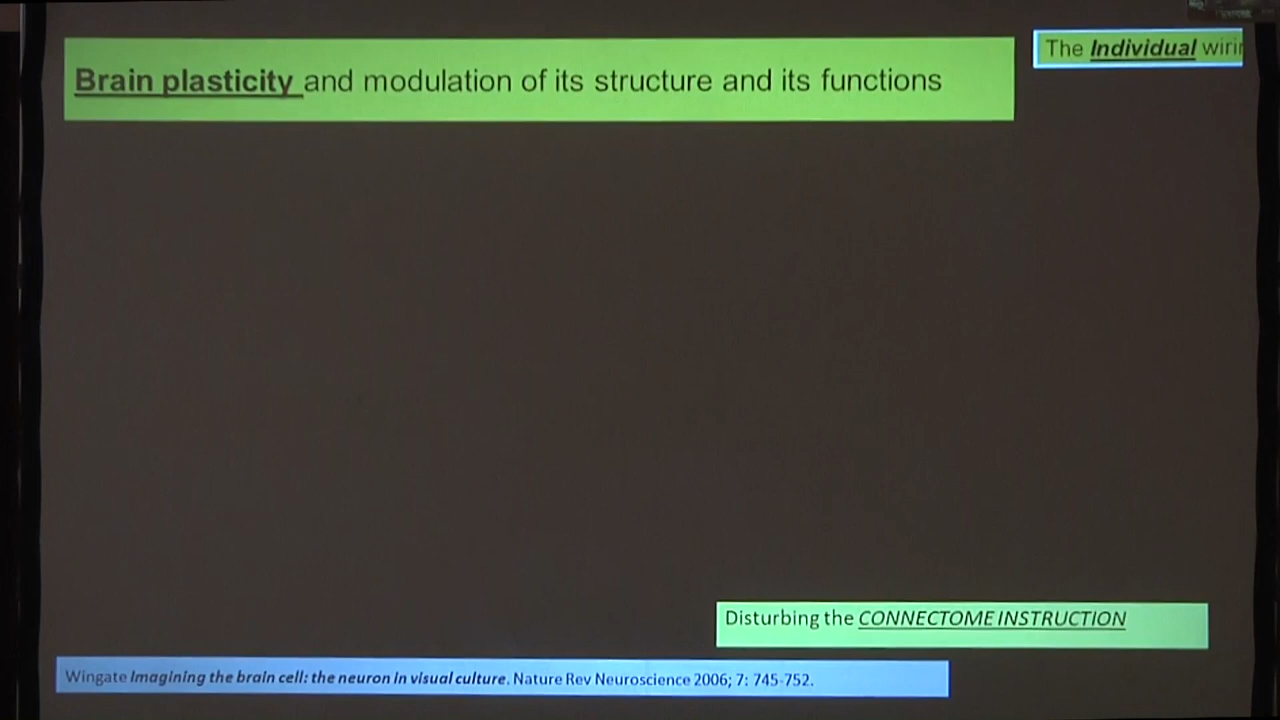 Brain plasticity and modulation of its structure and its functions
The Individual
Disturbing the CONNECTOME INSTRUCTION
Wingate Imagining the brain cell: the neuron in visual culture. Nature Rev Neuroscience 2006; 7: 745-752.